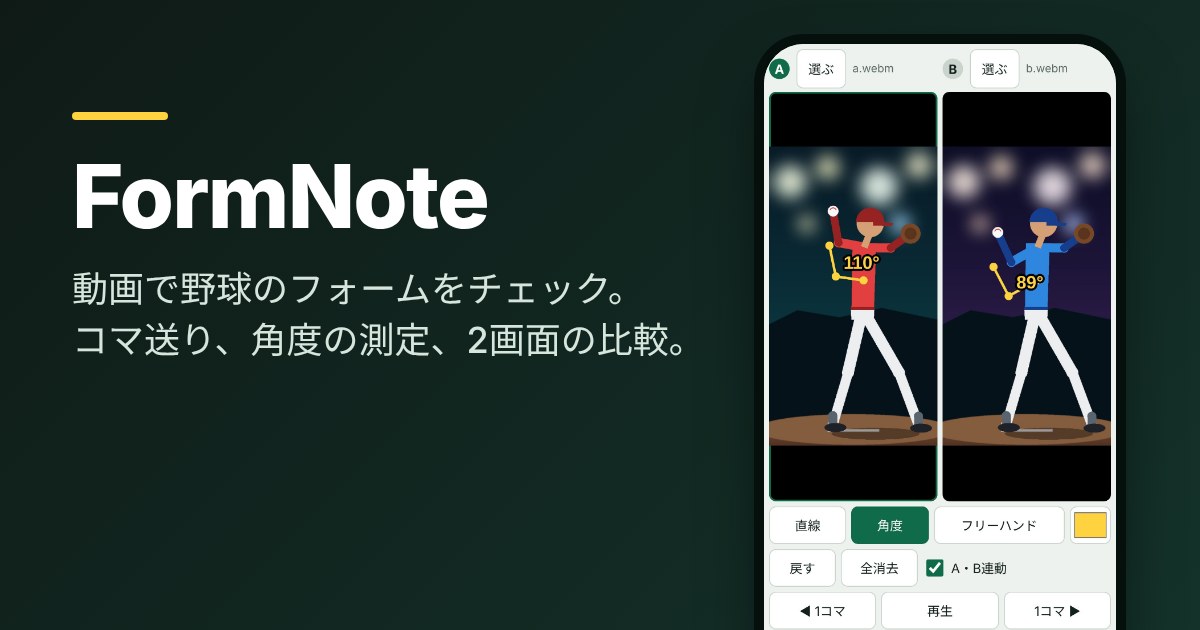 FormNote
動画で野球のフォームをチェック。
コマ送り、角度の測定、2画面の比較。
A 選ぶ a.webm B 選ぶ b.webm
110° 89°
直線 角度 フリーハンド
戻す 全消去 A・B連動
◀ 1コマ 再生 1コマ ▶